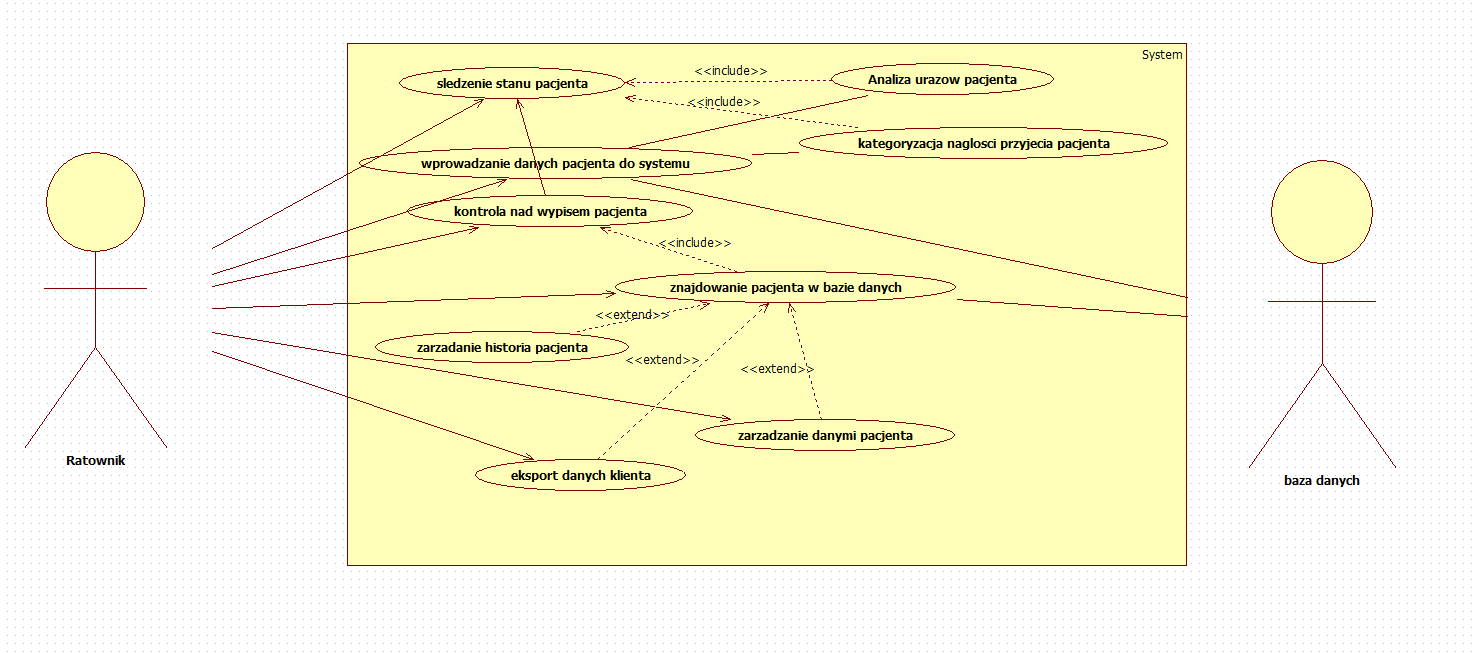 System
sledzenie stanu pacjenta
<<include>>
Analiza urazow pacjenta
<<include>>
kategoryzacja naglosci przyjecia pacjenta
wprowadzanie danych pacjenta do systemu
kontrola nad wypisem pacjenta
<<include>>
znajdowanie pacjenta w bazie danych
<<extend>>
zarzadanie historia pacjenta
<<extend>>
<<extend>>
zarzadzanie danymi pacjenta
eksport danych klienta
Ratownik
baza danych